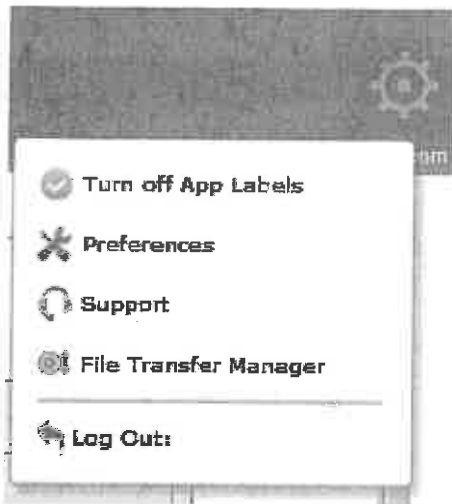 Turn off App Labels
Preferences
Support
File Transfer Manager
Log Out: